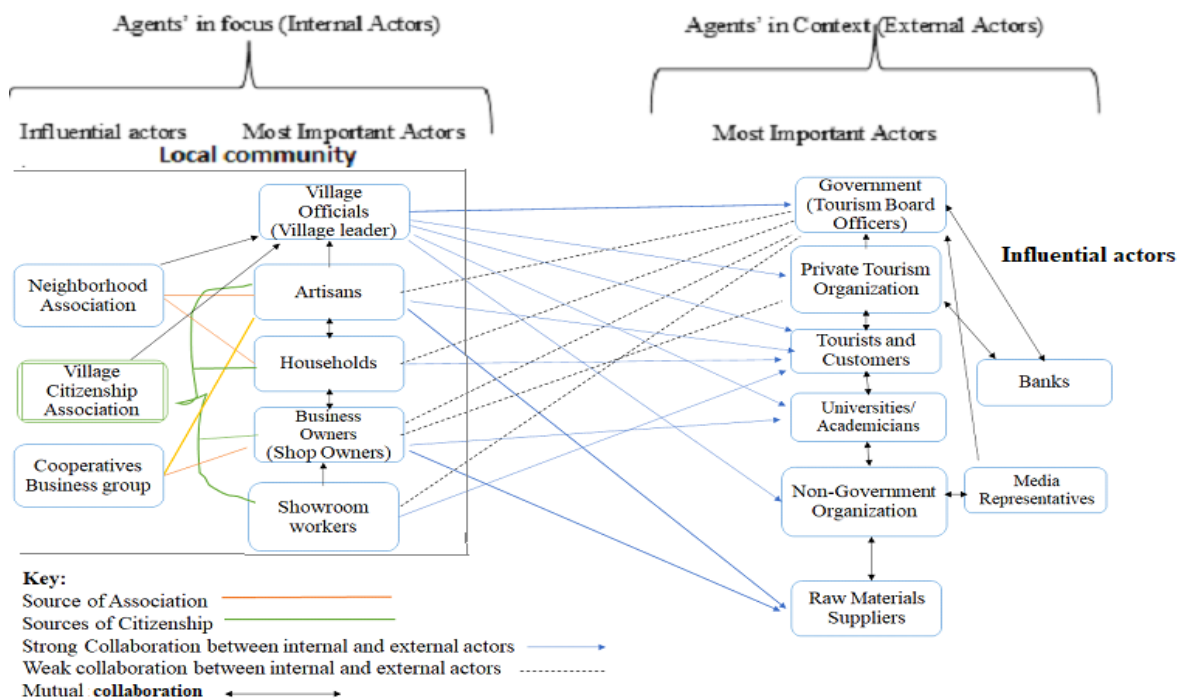 Agents' in focus (Internal Actors)
Agents' in Context (External Actors)
Influential actors
Most Important Actors
Local community
Most Important Actors
Village
Officials
(Village leader)
Neighborhood
Association
Artisans
Village
Citizenship
Association
Households
Business
Owners
(Shop Owners)
Cooperatives
Business group
Showroom
workers
Government
(Tourism Board
Officers)
Influential actors
Private Tourism
Organization
Tourists and
Customers
Banks
Universities/
Academicians
Non-Government
Organization
Media
Representatives
Raw Materials
Suppliers
Key:
Source of Association
Sources of Citizenship
Strong Collaboration between internal and external actors
Weak collaboration between internal and external actors
Mutual collaboration